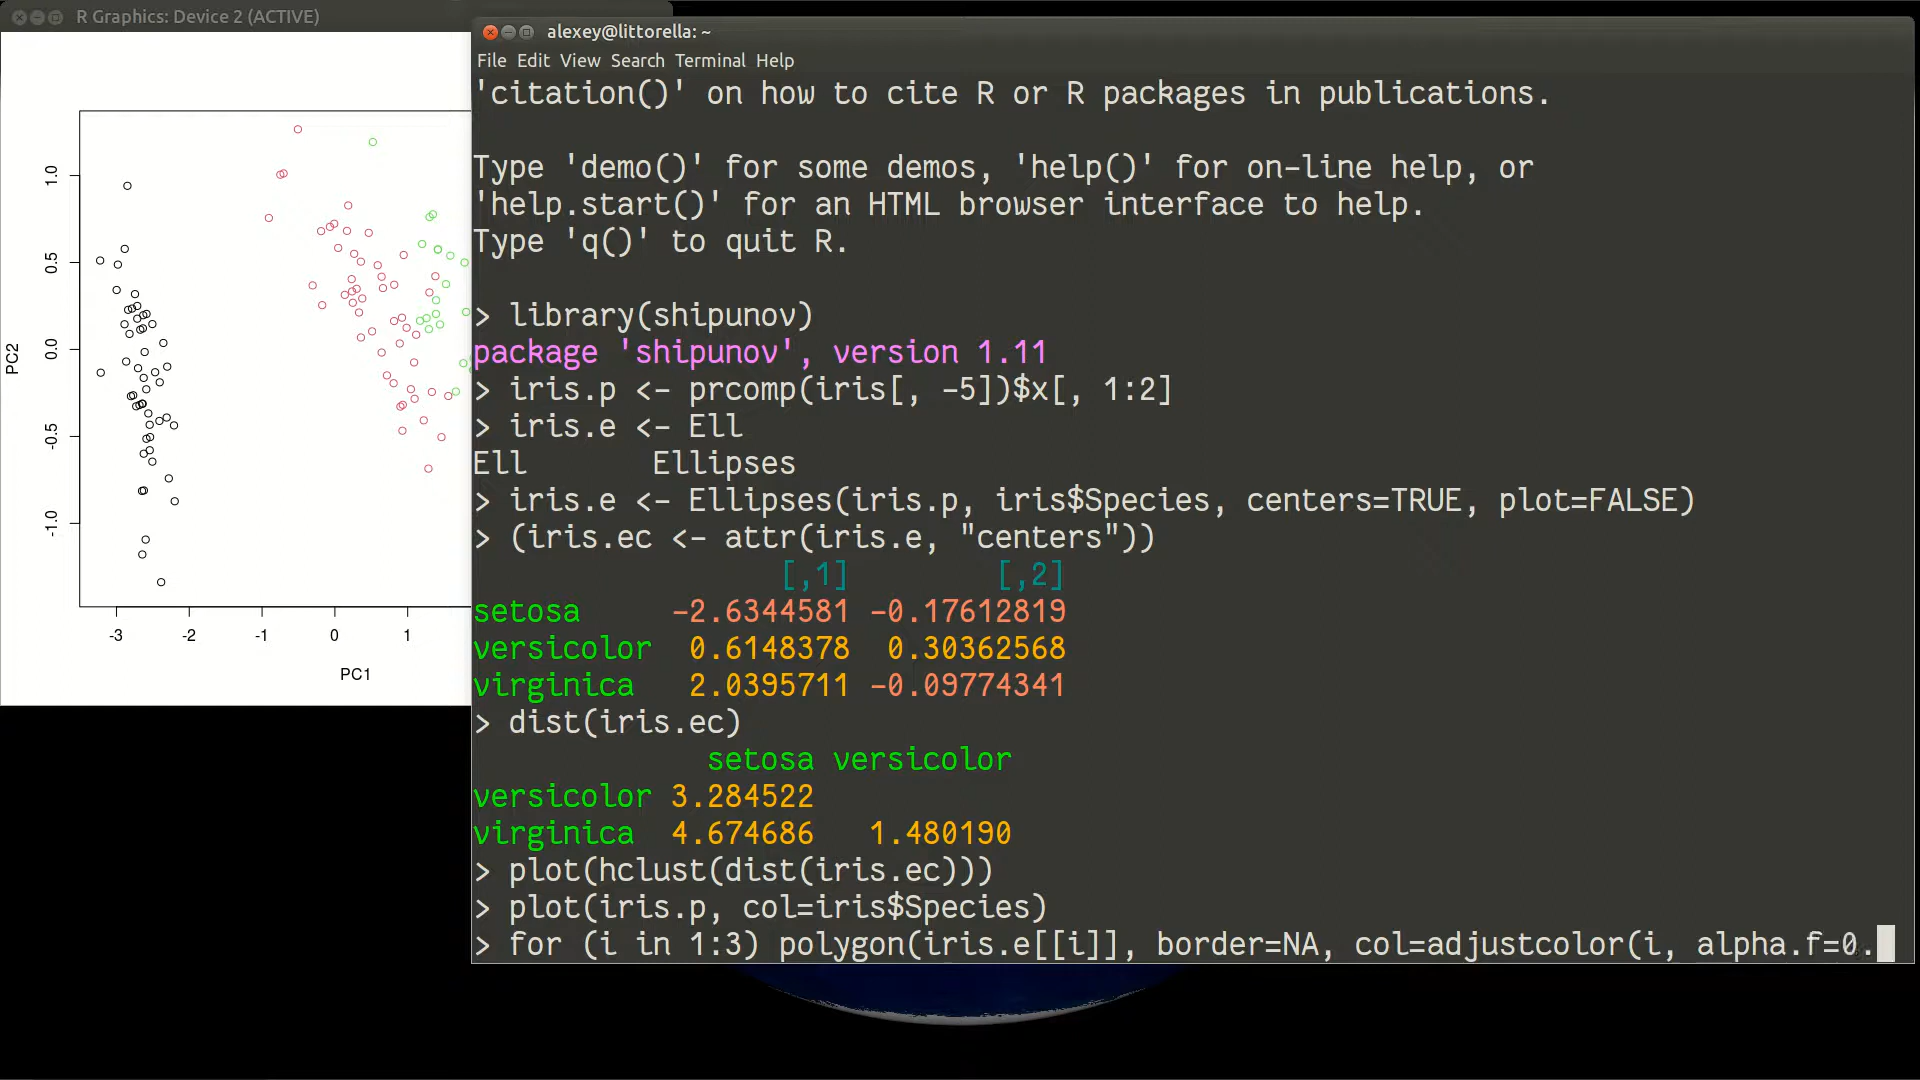 R Graphics: Device 2 (ACTIVE)
1.0
0.5
0.0
-0.5
-1.0
PC2
-3 -2 -1 0 1
PC1
alexey@littorella: ~
File Edit View Search Terminal Help
'citation()' on how to cite R or R packages in publications.
Type 'demo()' for some demos, 'help()' for on-line help, or
'help.start()' for an HTML browser interface to help.
Type 'q()' to quit R.
> library(shipunov)
package 'shipunov', version 1.11
> iris.p <- prcomp(iris[, -5])$x[, 1:2]
> iris.e <- Ell
Ell Ellipses
> iris.e <- Ellipses(iris.p, iris$Species, centers=TRUE, plot=FALSE)
> (iris.ec <- attr(iris.e, "centers"))
[,1] [,2]
setosa -2.6344581 -0.17612819
versicolor 0.6148378 0.30362568
virginica 2.0395711 -0.09774341
> dist(iris.ec)
setosa versicolor
versicolor 3.284522
virginica 4.674686 1.480190
> plot(hclust(dist(iris.ec)))
> plot(iris.p, col=iris$Species)
> for (i in 1:3) polygon(iris.e[[i]], border=NA, col=adjustcolor(i, alpha.f=0.